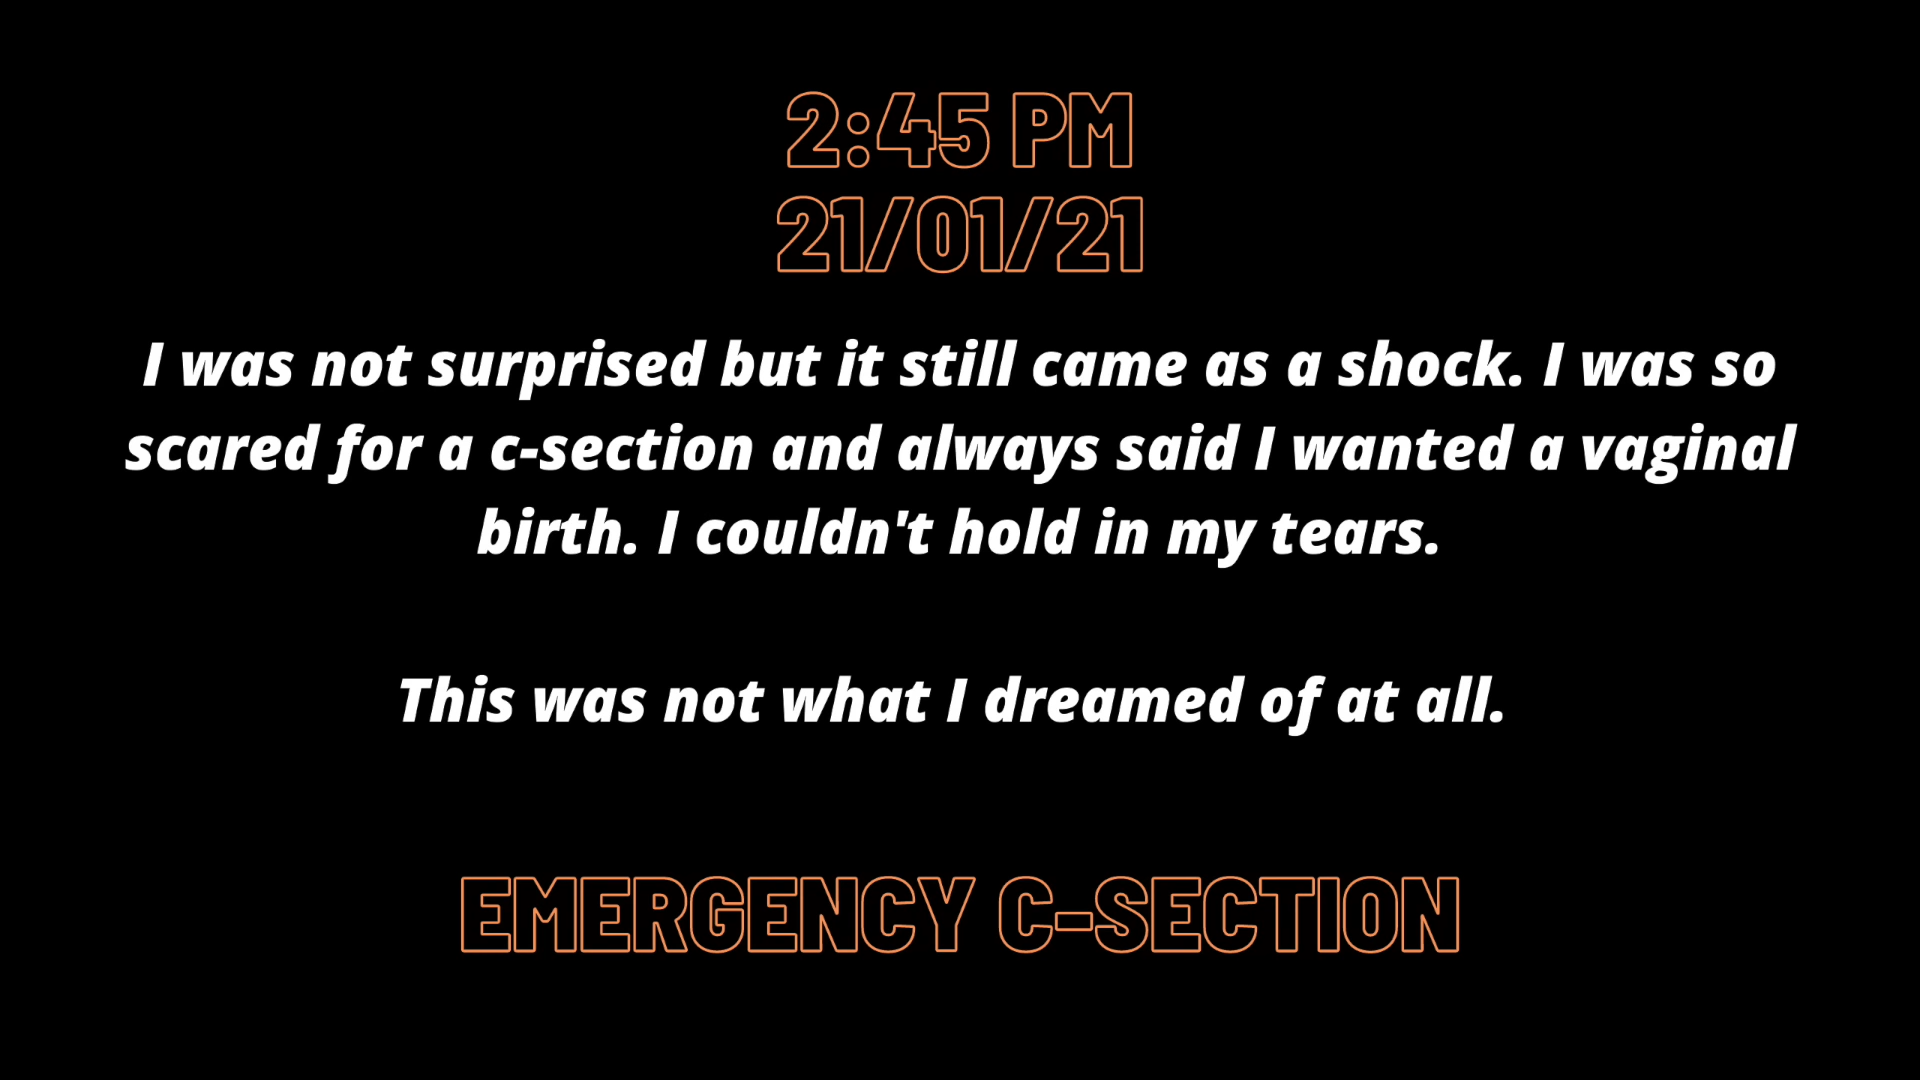 2:45 PM
21/01/21
I was not surprised but it still came as a shock. I was so
scared for a c-section and always said I wanted a vaginal
birth. I couldn't hold in my tears.
This was not what I dreamed of at all.
EMERGENCY C-SECTION